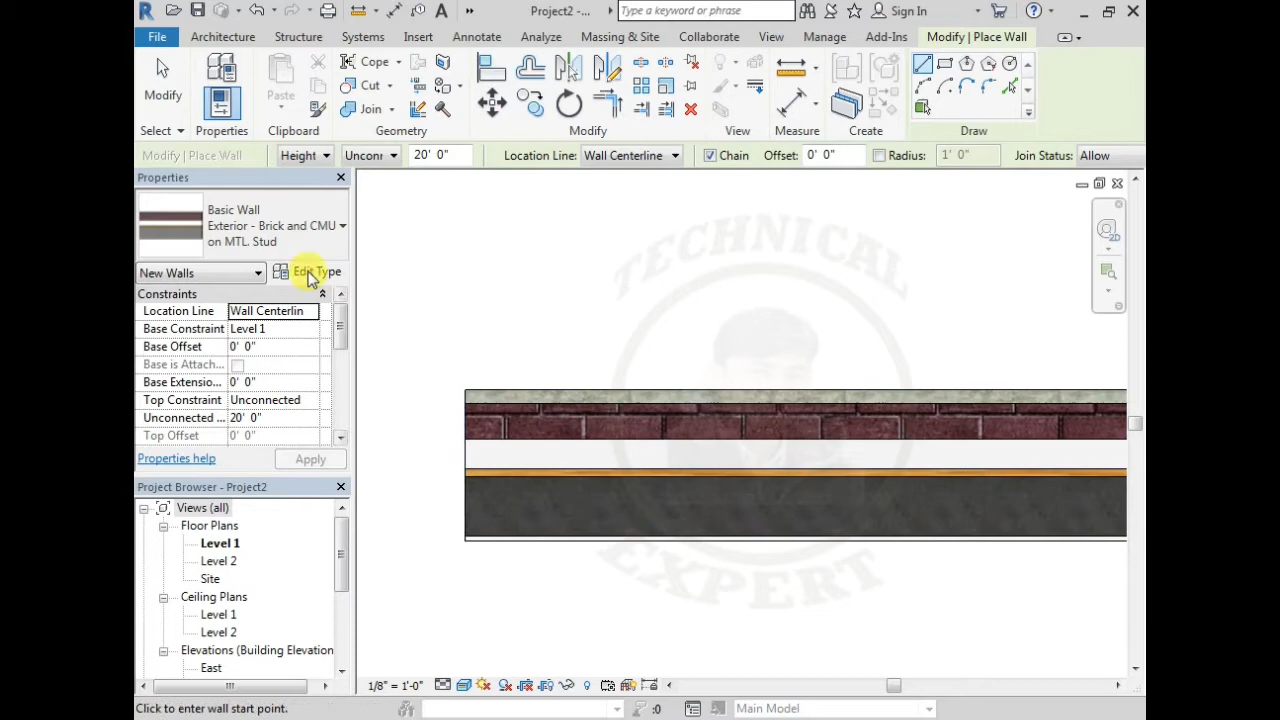 Project2 -...
Type a keyword or phrase
Sign In
File
Architecture
Structure
Systems
Insert
Annotate
Analyze
Massing & Site
Collaborate
View
Manage
Add-Ins
Modify | Place Wall
Modify
Paste
Cope
Cut
Join
Select
Properties
Clipboard
Geometry
Modify
View
Measure
Create
Draw
Modify | Place Wall
Height
Unconr
20' 0"
Location Line:
Wall Centerline
Chain
Offset:
0' 0"
Radius:
1' 0"
Join Status:
Allow
Properties
Basic Wall
Exterior - Brick and CMU
on MTL. Stud
New Walls
Edit Type
Constraints
Location Line
Wall Centerlin
Base Constraint
Level 1
Base Offset
0' 0"
Base is Attach...
Base Extensio...
0' 0"
Top Constraint
Unconnected
Unconnected
20' 0"
Top Offset
0' 0"
Properties help
Apply
Project Browser - Project2
Views (all)
Floor Plans
Level 1
Level 2
Site
Ceiling Plans
Level 1
Level 2
Elevations (Building Elevation
East
2D
TECHNICAL
EXPERT
1/8" = 1'-0"
Click to enter wall start point.
:0
Main Model